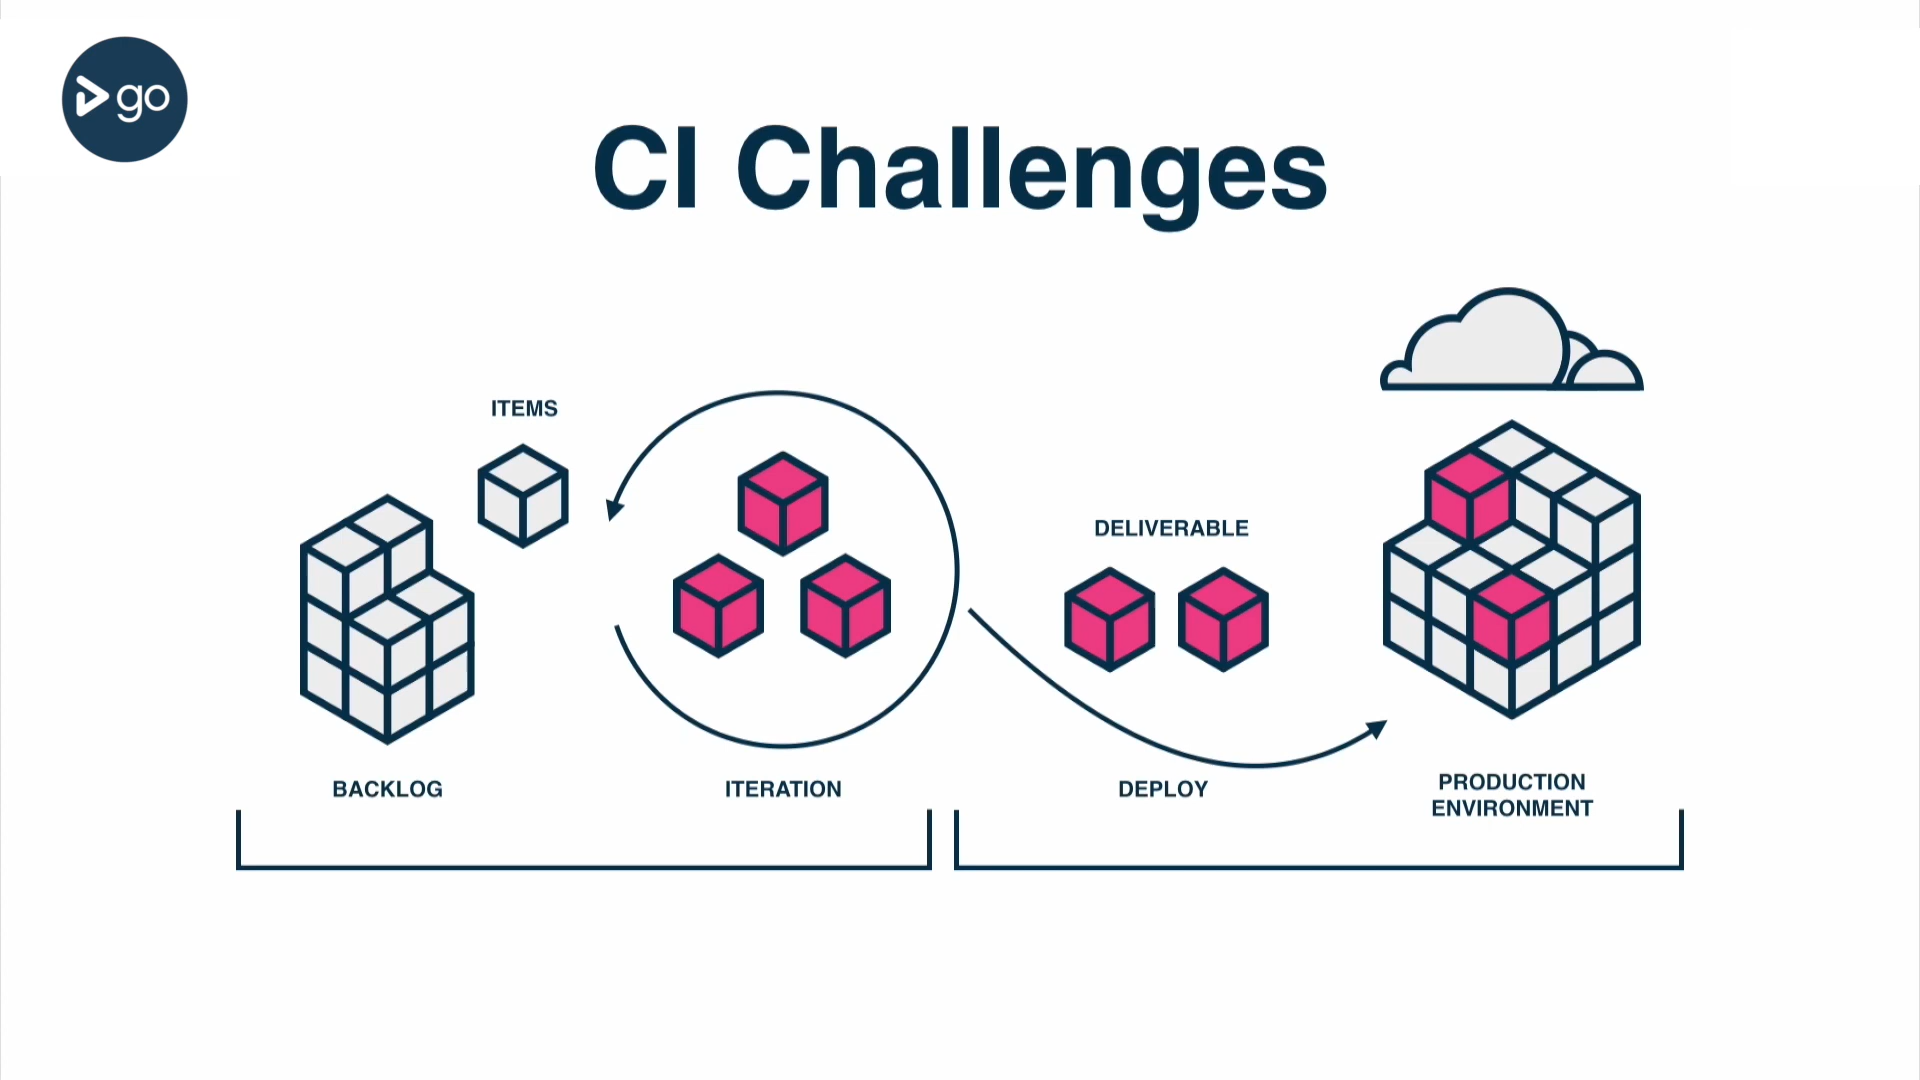 go
CI Challenges
ITEMS
DELIVERABLE
BACKLOG
ITERATION
DEPLOY
PRODUCTION
ENVIRONMENT